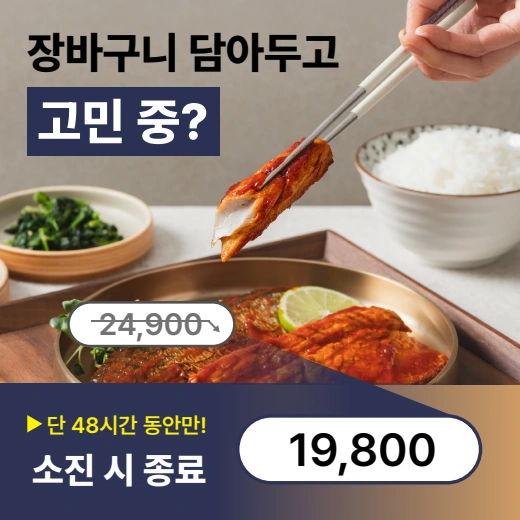 장바구니 담아두고
고민 중?
24,900
▶단 48시간 동안만!
소진 시 종료
19,800